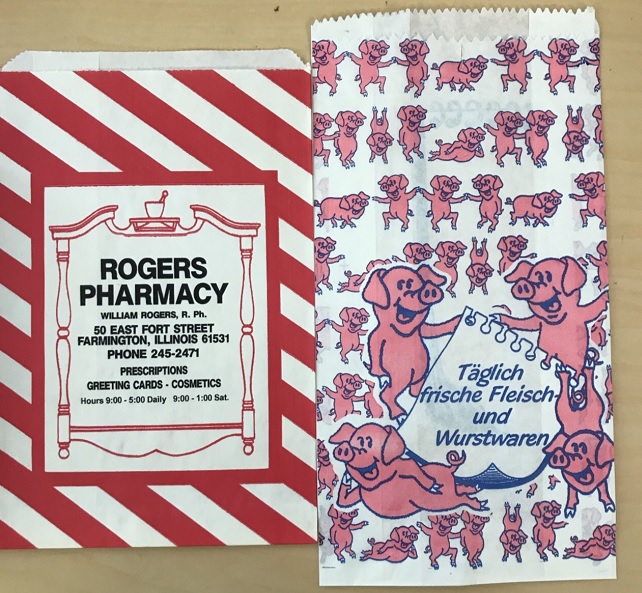 ROGERS
PHARMACY
WILLIAM ROGERS, R. Ph.
50 EAST FORT STREET
FARMINGTON, ILLINOIS 61531
PHONE 245-2471
PRESCRIPTIONS
GREETING CARDS - COSMETICS
Hours 9:00 - 5:00 Daily 9:00 - 1:00 Sat.
Täglich
frische Fleisch-
und
Wurstwaren